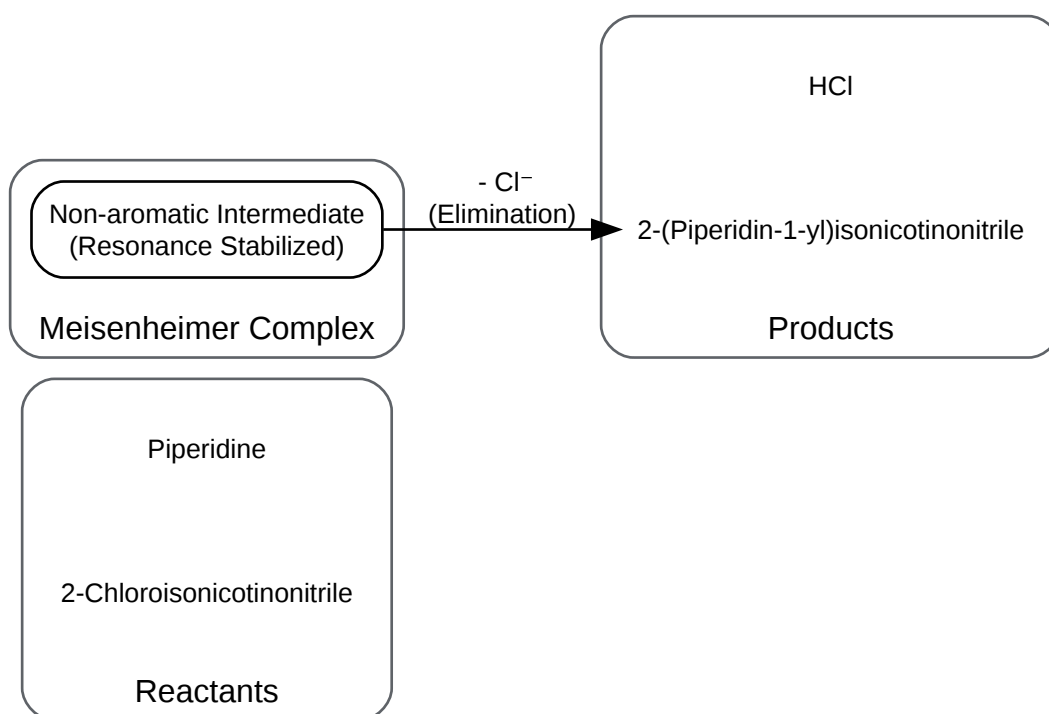 HCl
- Cl⁻
(Elimination)
Non-aromatic Intermediate
(Resonance Stabilized)
2-(Piperidin-1-yl)isonicotinonitrile
Meisenheimer Complex
Products
Piperidine
2-Chloroisonicotinonitrile
Reactants